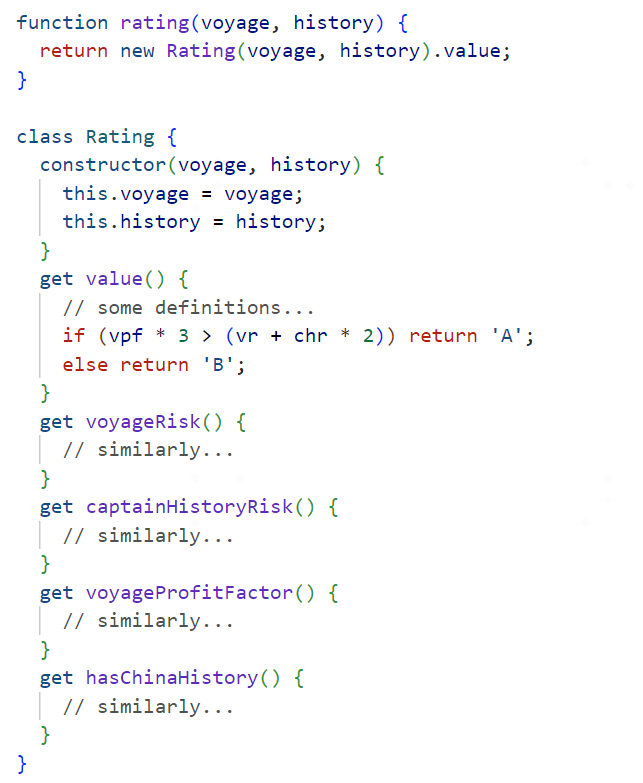 function rating(voyage, history) {
  return new Rating(voyage, history).value;
}

class Rating {
  constructor(voyage, history) {
    this.voyage = voyage;
    this.history = history;
  }
  get value() {
    // some definitions...
    if (vpf * 3 > (vr + chr * 2)) return 'A';
    else return 'B';
  }
  get voyageRisk() {
    // similarly...
  }
  get captainHistoryRisk() {
    // similarly...
  }
  get voyageProfitFactor() {
    // similarly...
  }
  get hasChinaHistory() {
    // similarly...
  }
}